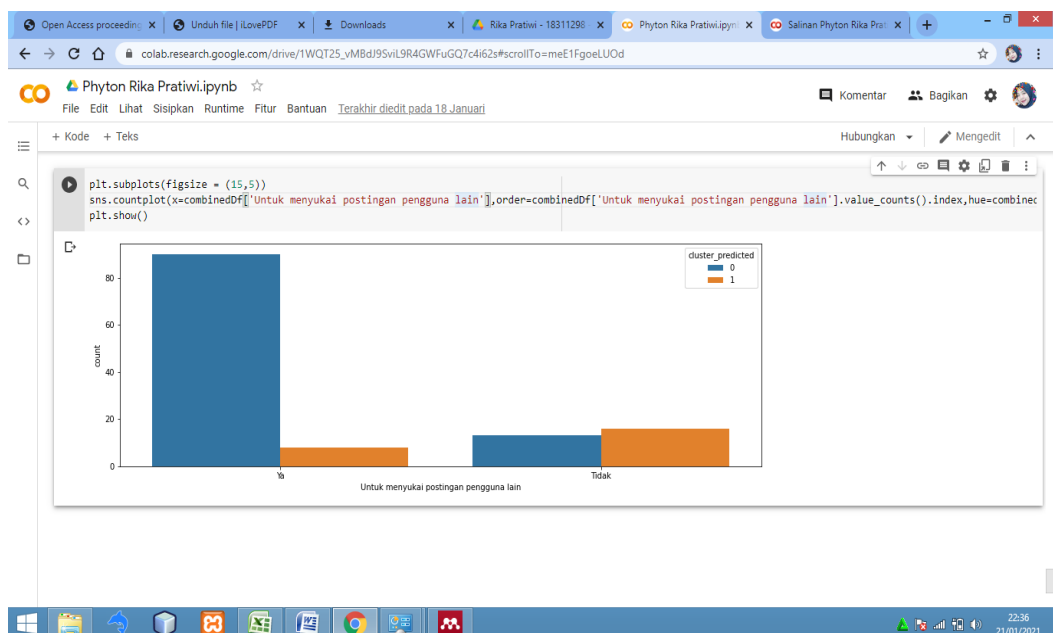 Open Access proceeding
Unduh file | iLovePDF
Downloads
Rika Pratiwi - 18311298
Phyton Rika Pratiwi.ipyn
Salinan Phyton Rika Prat
colab.research.google.com/drive/1WQT25_vMBdJ9SviL9R4GWFuGQ7c4i62s#scrollTo=meE1FgoeLUOd
CO Phyton Rika Pratiwi.ipynb
File Edit Lihat Sisipkan Runtime Fitur Bantuan Terakhir diedit pada 18 Januari
Komentar Bagikan
+ Kode + Teks Hubungkan Mengedit
plt.subplots(figsize = (15,5))
sns.countplot(x=combinedDf['Untuk menyukai postingan pengguna lain'],order=combinedDf['Untuk menyukai postingan pengguna lain'].value_counts().index,hue=combined
plt.show()
cluster_predicted
0
1
80
60
40
20
0
count
Ya Tidak
Untuk menyukai postingan pengguna lain
22:36
21/01/2021